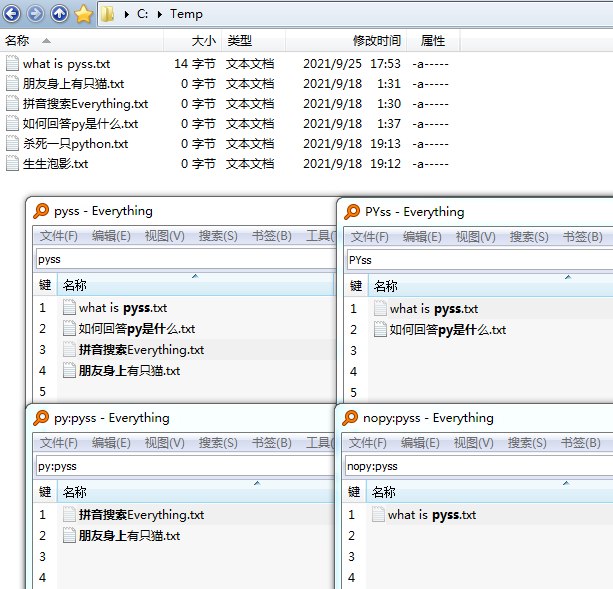 C: Temp
名称 大小 类型 修改时间 属性
what is pyss.txt 14 字节 文本文档 2021/9/25 17:53 -a-----
朋友身上有只猫.txt 0 字节 文本文档 2021/9/18 1:31 -a-----
拼音搜索Everything.txt 0 字节 文本文档 2021/9/18 1:30 -a-----
如何回答py是什么.txt 0 字节 文本文档 2021/9/18 1:37 -a-----
杀死一只python.txt 0 字节 文本文档 2021/9/18 19:13 -a-----
生生泡影.txt 0 字节 文本文档 2021/9/18 19:12 -a-----
pyss - Everything
文件(F) 编辑(E) 视图(V) 搜索(S) 书签(B) 工具(
pyss
键 名称
1 what is pyss.txt
2 如何回答py是什么.txt
3 拼音搜索Everything.txt
4 朋友身上有只猫.txt
5
PYss - Everything
文件(F) 编辑(E) 视图(V) 搜索(S) 书签(B)
PYss
键 名称
1 what is pyss.txt
2 如何回答py是什么.txt
3
4
5
py:pyss - Everything
文件(F) 编辑(E) 视图(V) 搜索(S) 书签(B) 工具(
py:pyss
键 名称
1 拼音搜索Everything.txt
2 朋友身上有只猫.txt
3
4
nopy:pyss - Everything
文件(F) 编辑(E) 视图(V) 搜索(S) 书签(B)
nopy:pyss
键 名称
1 what is pyss.txt
2
3
4